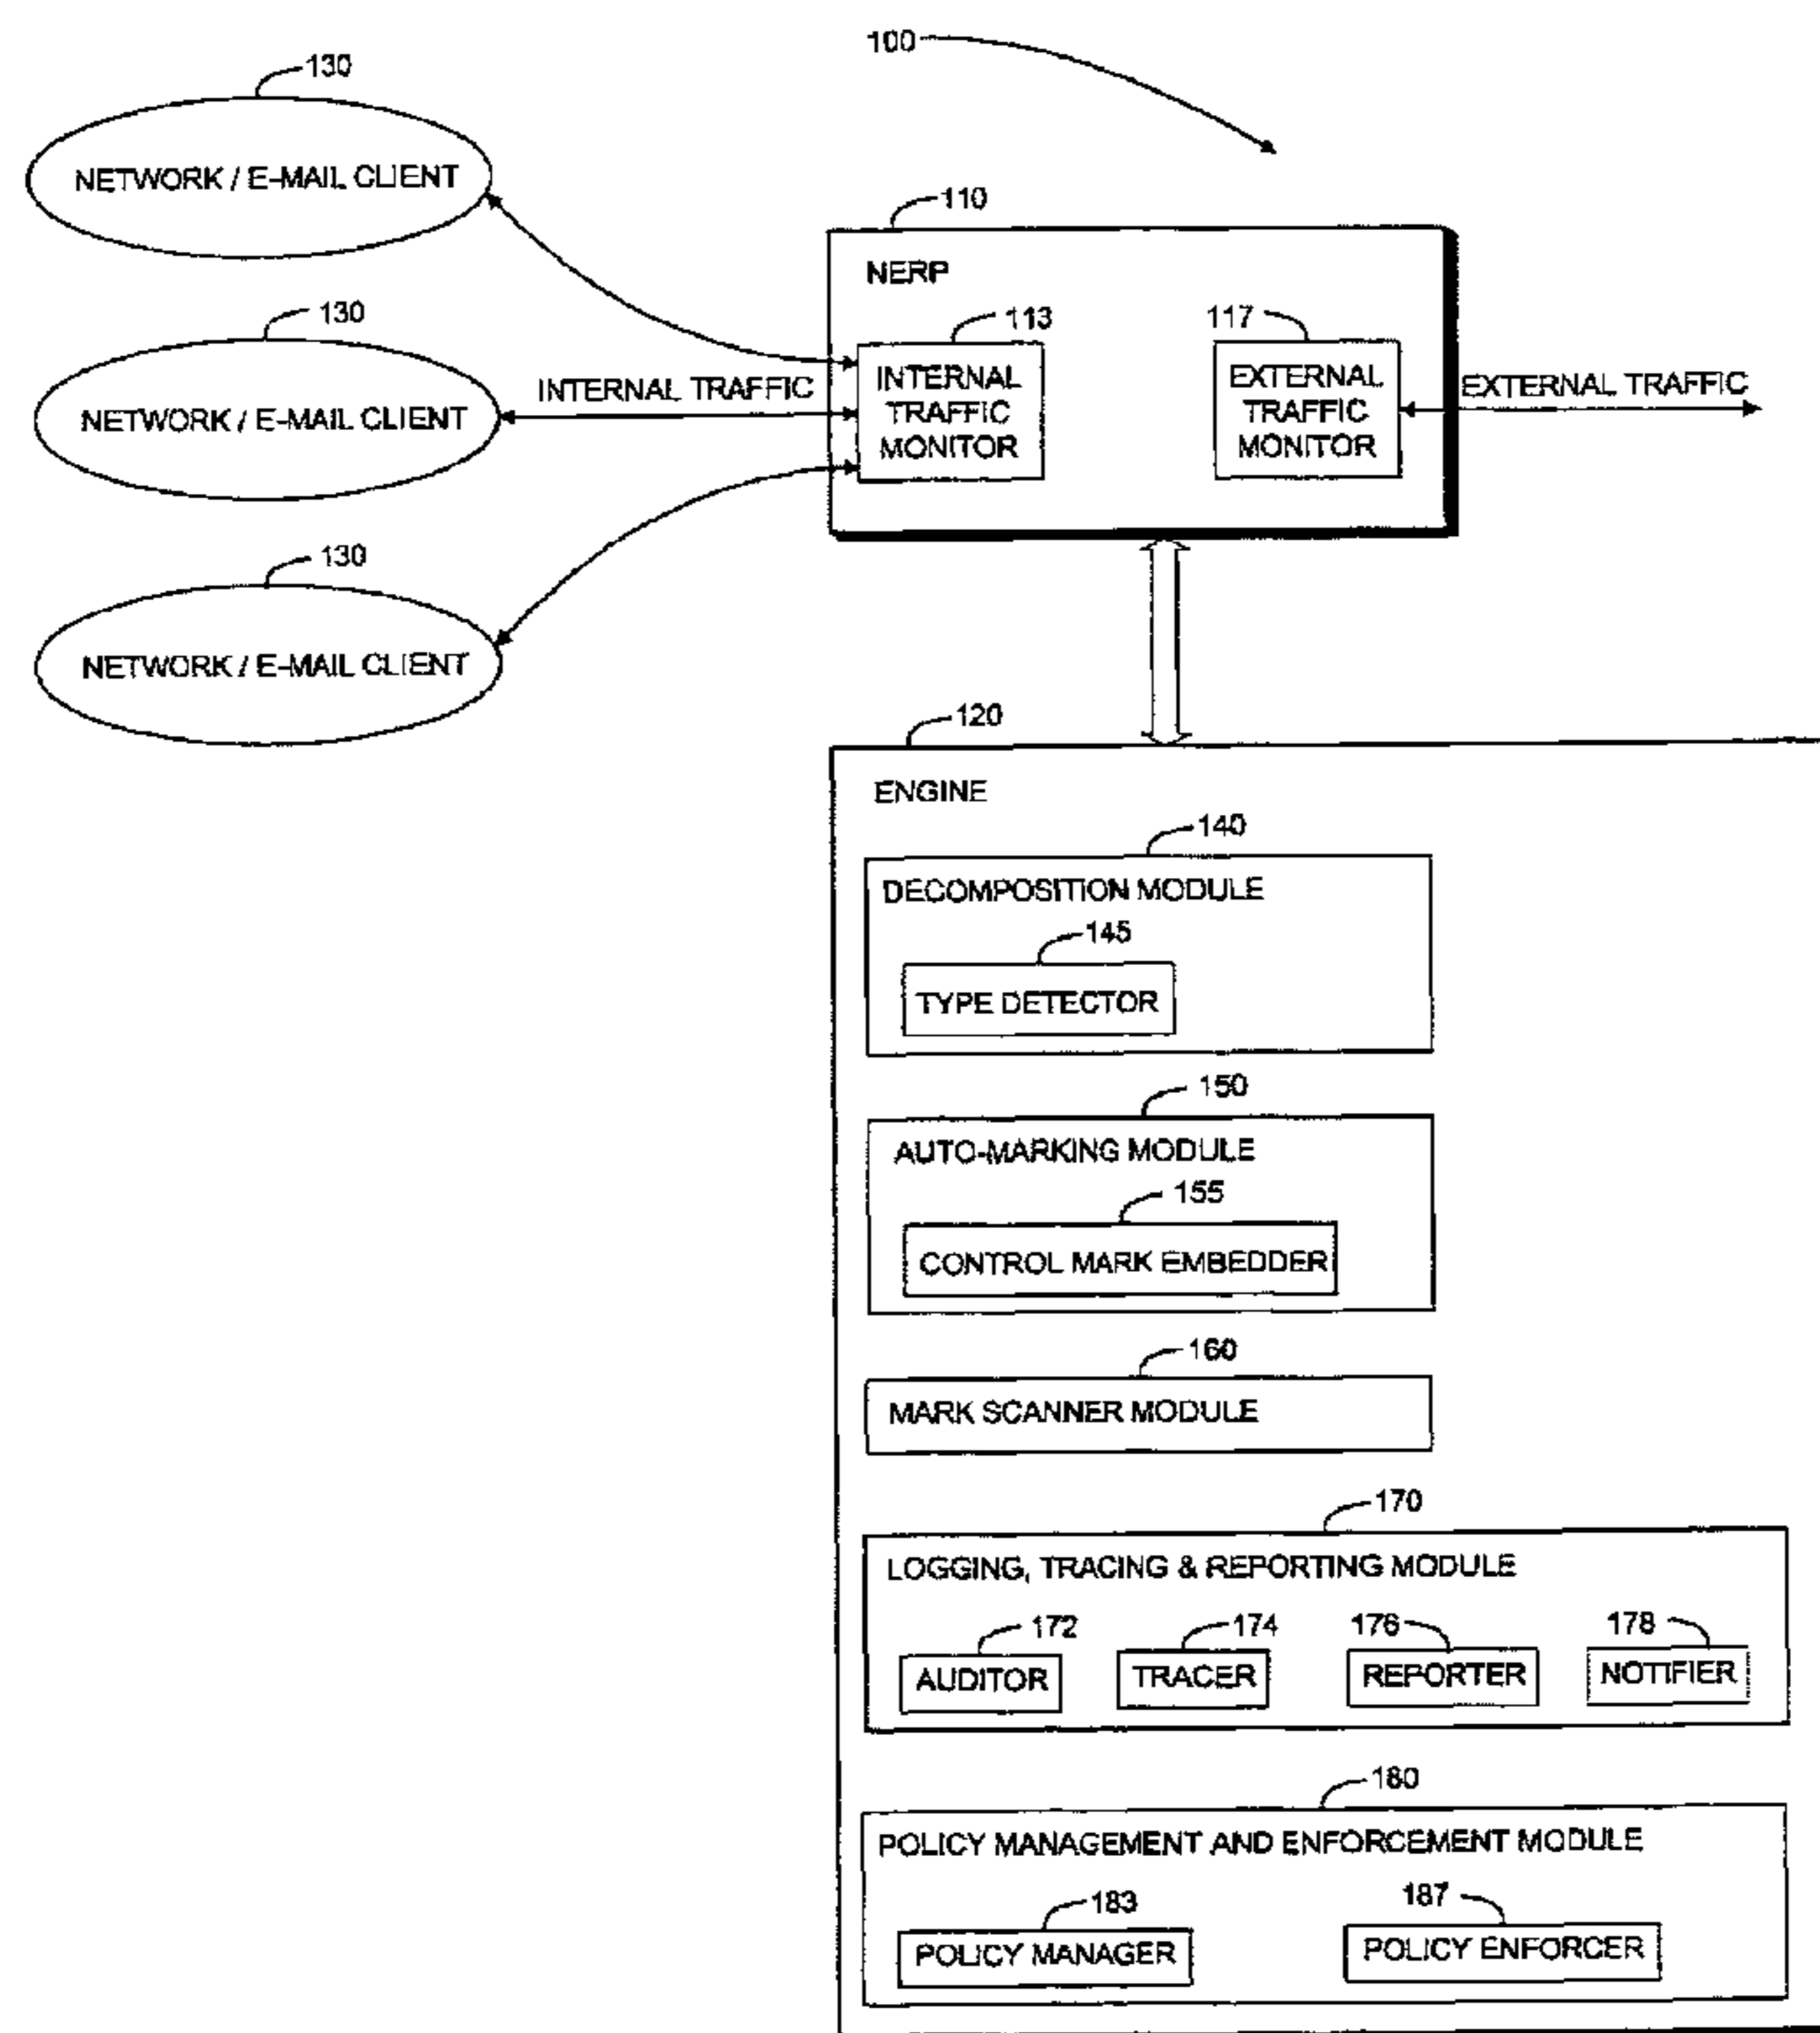 100
130
NETWORK / E-MAIL CLIENT
110
NERP
130
113
117
INTERNAL
TRAFFIC
MONITOR
EXTERNAL
TRAFFIC
MONITOR
INTERNAL TRAFFIC
EXTERNAL TRAFFIC
NETWORK / E-MAIL CLIENT
130
NETWORK / E-MAIL CLIENT
120
ENGINE
140
DECOMPOSITION MODULE
145
TYPE DETECTOR
150
AUTO-MARKING MODULE
155
CONTROL MARK EMBEDDER
160
MARK SCANNER MODULE
170
LOGGING, TRACING & REPORTING MODULE
172
174
176
178
AUDITOR
TRACER
REPORTER
NOTIFIER
180
POLICY MANAGEMENT AND ENFORCEMENT MODULE
183
187
POLICY MANAGER
POLICY ENFORCER